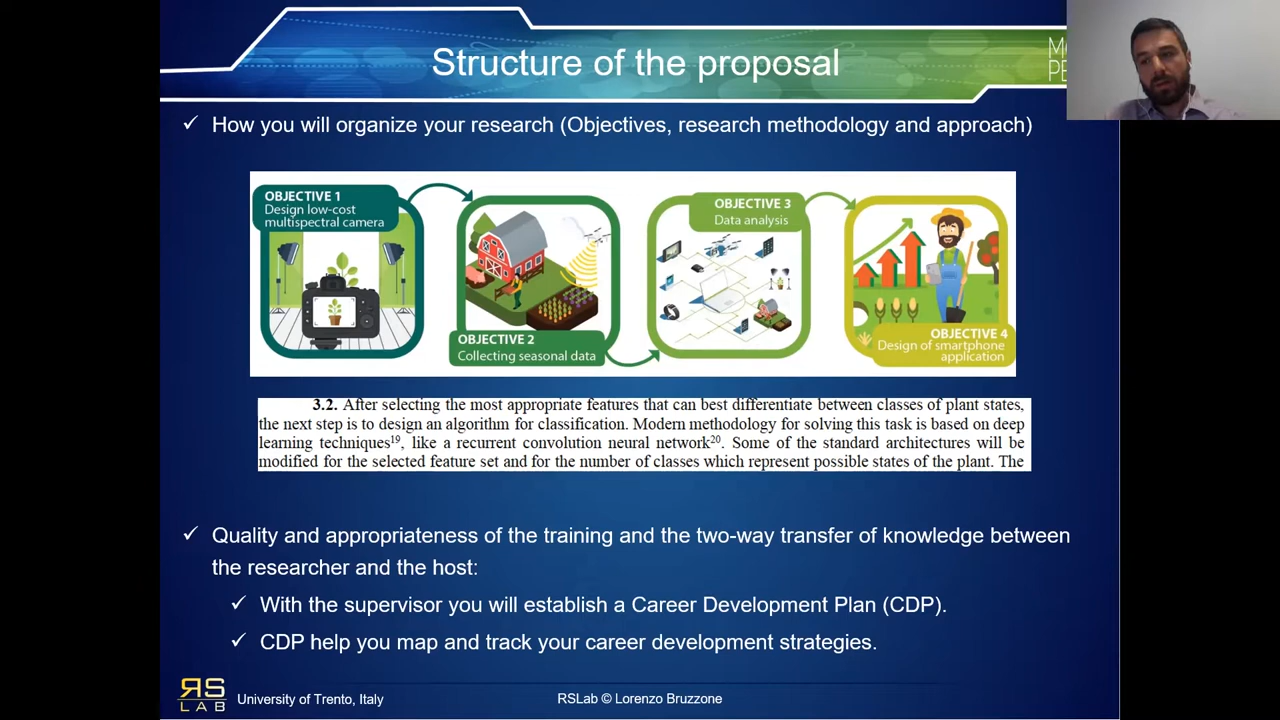 Structure of the proposal
✓ How you will organize your research (Objectives, research methodology and approach)
OBJECTIVE 1
Design low-cost
multispectral camera
OBJECTIVE 2
Collecting seasonal data
OBJECTIVE 3
Data analysis
OBJECTIVE 4
Design of smartphone
application
3.2. After selecting the most appropriate features that can best differentiate between classes of plant states,
the next step is to design an algorithm for classification. Modern methodology for solving this task is based on deep
learning techniques¹⁹, like a recurrent convolution neural network²⁰. Some of the standard architectures will be
modified for the selected feature set and for the number of classes which represent possible states of the plant. The
✓ Quality and appropriateness of the training and the two-way transfer of knowledge between
the researcher and the host:
✓ With the supervisor you will establish a Career Development Plan (CDP).
✓ CDP help you map and track your career development strategies.
RS
LAB
University of Trento, Italy
RSLab © Lorenzo Bruzzone